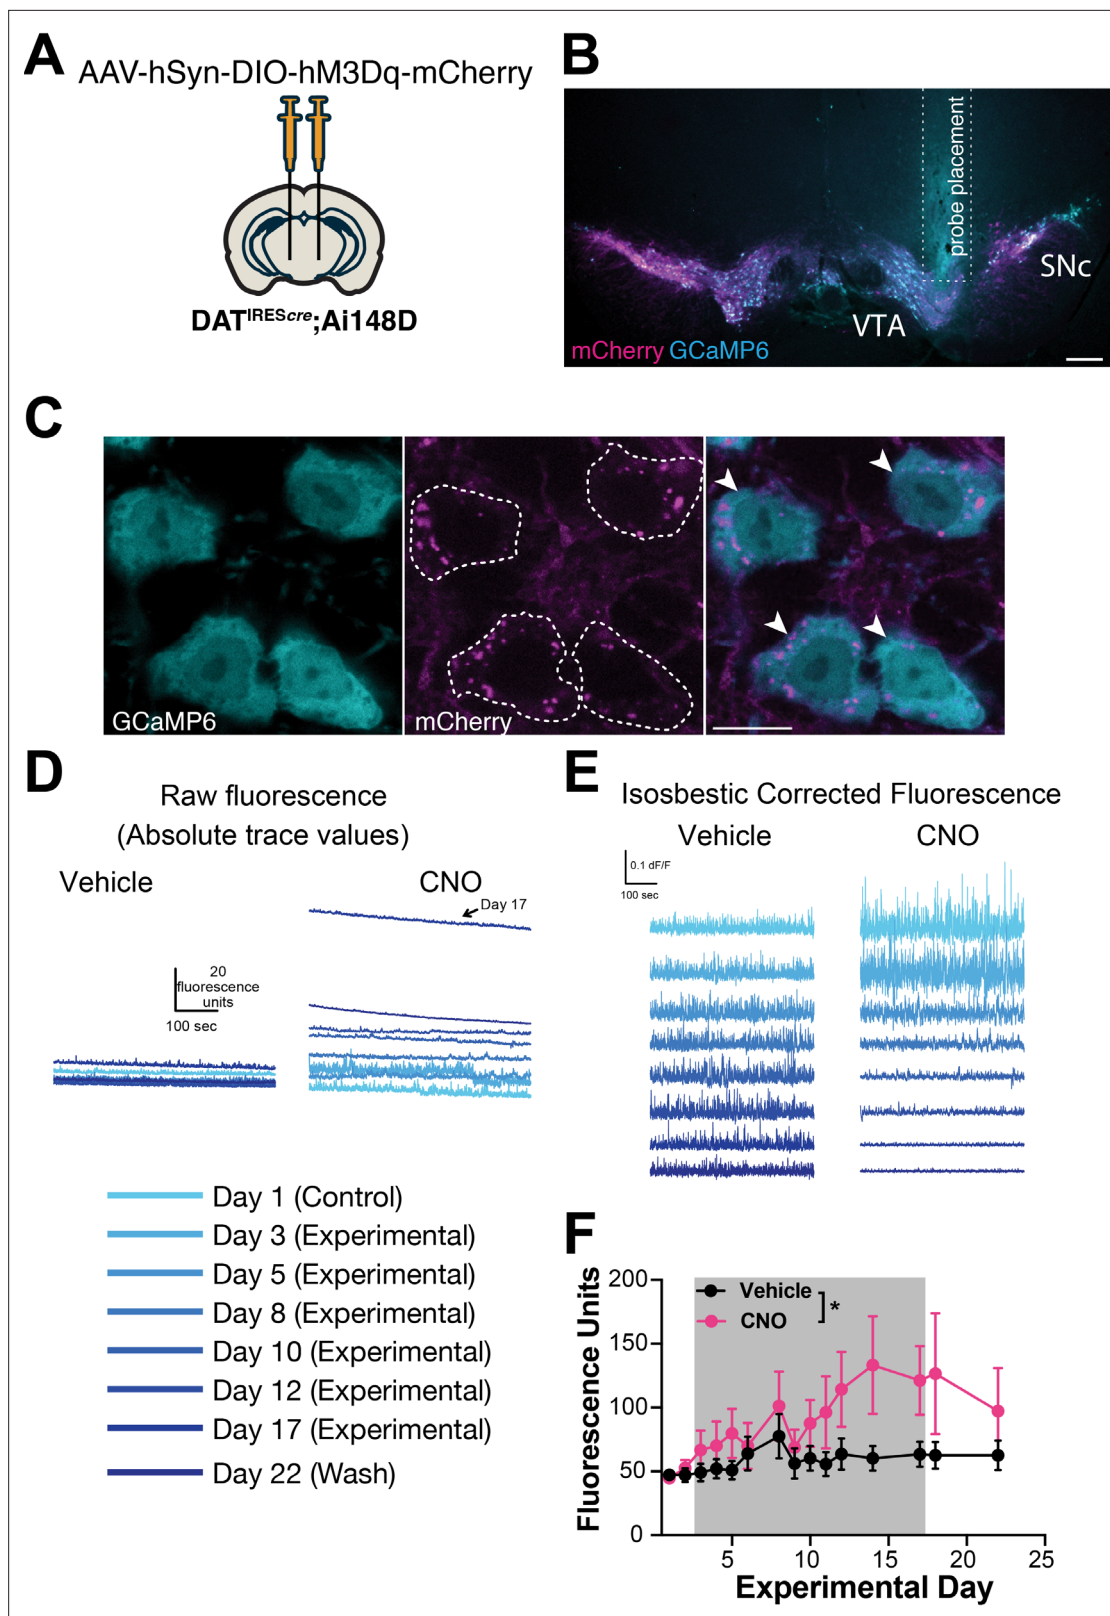 A
AAV-hSyn-DIO-hM3Dq-mCherry
DATIREScre;Ai148D
B
probe placement
SNc
VTA
mCherry GCaMP6
C
GCaMP6
mCherry
D
Raw fluorescence
(Absolute trace values)
Vehicle
CNO
Day 17
20
fluorescence
units
100 sec
Day 1 (Control)
Day 3 (Experimental)
Day 5 (Experimental)
Day 8 (Experimental)
Day 10 (Experimental)
Day 12 (Experimental)
Day 17 (Experimental)
Day 22 (Wash)
E
Isosbestic Corrected Fluorescence
Vehicle
CNO
0.1 dF/F
100 sec
F
Fluorescence Units
200
150
100
50
0
Vehicle
CNO
*
5
10
15
20
25
Experimental Day